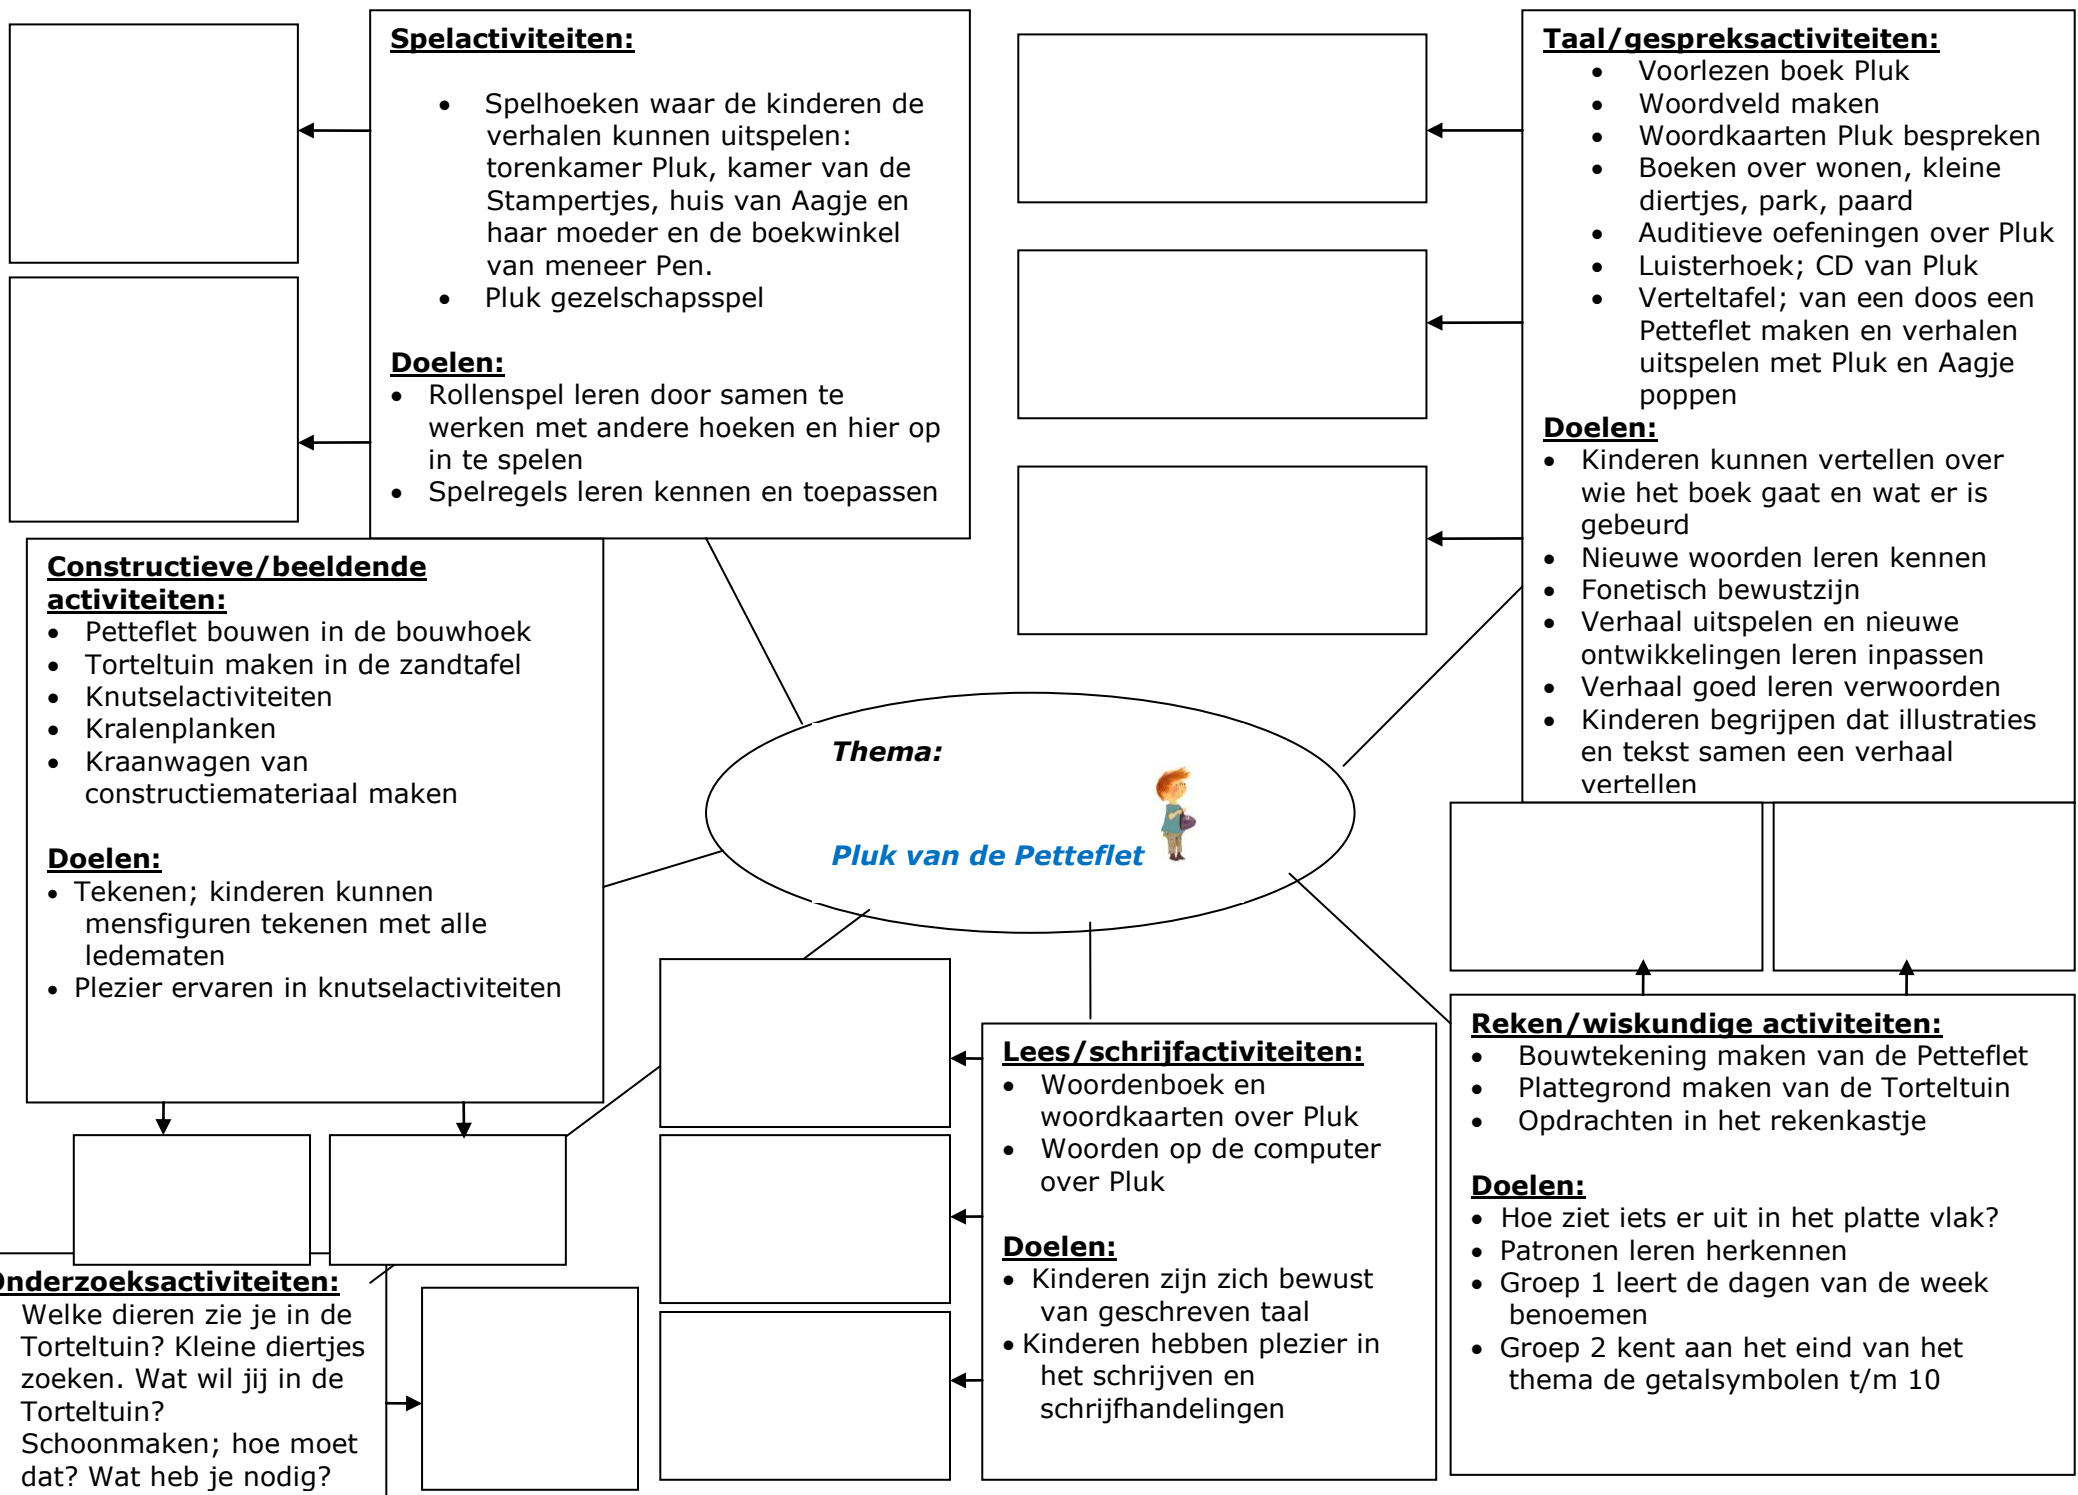 Spelactiviteiten:
• Spelhoeken waar de kinderen de
verhalen kunnen uitspelen:
torenkamer Pluk, kamer van de
Stampertjes, huis van Aagje en
haar moeder en de boekwinkel
van meneer Pen.
• Pluk gezelschapsspel
Doelen:
• Rollenspel leren door samen te
werken met andere hoeken en hier op
in te spelen
• Spelregels leren kennen en toepassen
Taal/gespreksactiviteiten:
• Voorlezen boek Pluk
• Woordveld maken
• Woordkaarten Pluk bespreken
• Boeken over wonen, kleine
diertjes, park, paard
• Auditieve oefeningen over Pluk
• Luisterhoek; CD van Pluk
• Verteltafel; van een doos een
Petteflet maken en verhalen
uitspelen met Pluk en Aagje
poppen
Doelen:
• Kinderen kunnen vertellen over
wie het boek gaat en wat er is
gebeurd
• Nieuwe woorden leren kennen
• Fonetisch bewustzijn
• Verhaal uitspelen en nieuwe
ontwikkelingen leren inpassen
• Verhaal goed leren verwoorden
• Kinderen begrijpen dat illustraties
en tekst samen een verhaal
vertellen
Constructieve/beeldende
activiteiten:
• Petteflet bouwen in de bouwhoek
• Torteltuin maken in de zandtafel
• Knutselactiviteiten
• Kralenplanken
• Kraanwagen van
constructiemateriaal maken
Doelen:
• Tekenen; kinderen kunnen
mensfiguren tekenen met alle
ledematen
• Plezier ervaren in knutselactiviteiten
Thema:
Pluk van de Petteflet
Lees/schrijfactiviteiten:
• Woordenboek en
woordkaarten over Pluk
• Woorden op de computer
over Pluk
Doelen:
• Kinderen zijn zich bewust
van geschreven taal
• Kinderen hebben plezier in
het schrijven en
schrijfhandelingen
Reken/wiskundige activiteiten:
• Bouwtekening maken van de Petteflet
• Plattegrond maken van de Torteltuin
• Opdrachten in het rekenkastje
Doelen:
• Hoe ziet iets er uit in het platte vlak?
• Patronen leren herkennen
• Groep 1 leert de dagen van de week
benoemen
• Groep 2 kent aan het eind van het
thema de getalsymbolen t/m 10
Onderzoeksactiviteiten:
Welke dieren zie je in de
Torteltuin? Kleine diertjes
zoeken. Wat wil jij in de
Torteltuin?
Schoonmaken; hoe moet
dat? Wat heb je nodig?